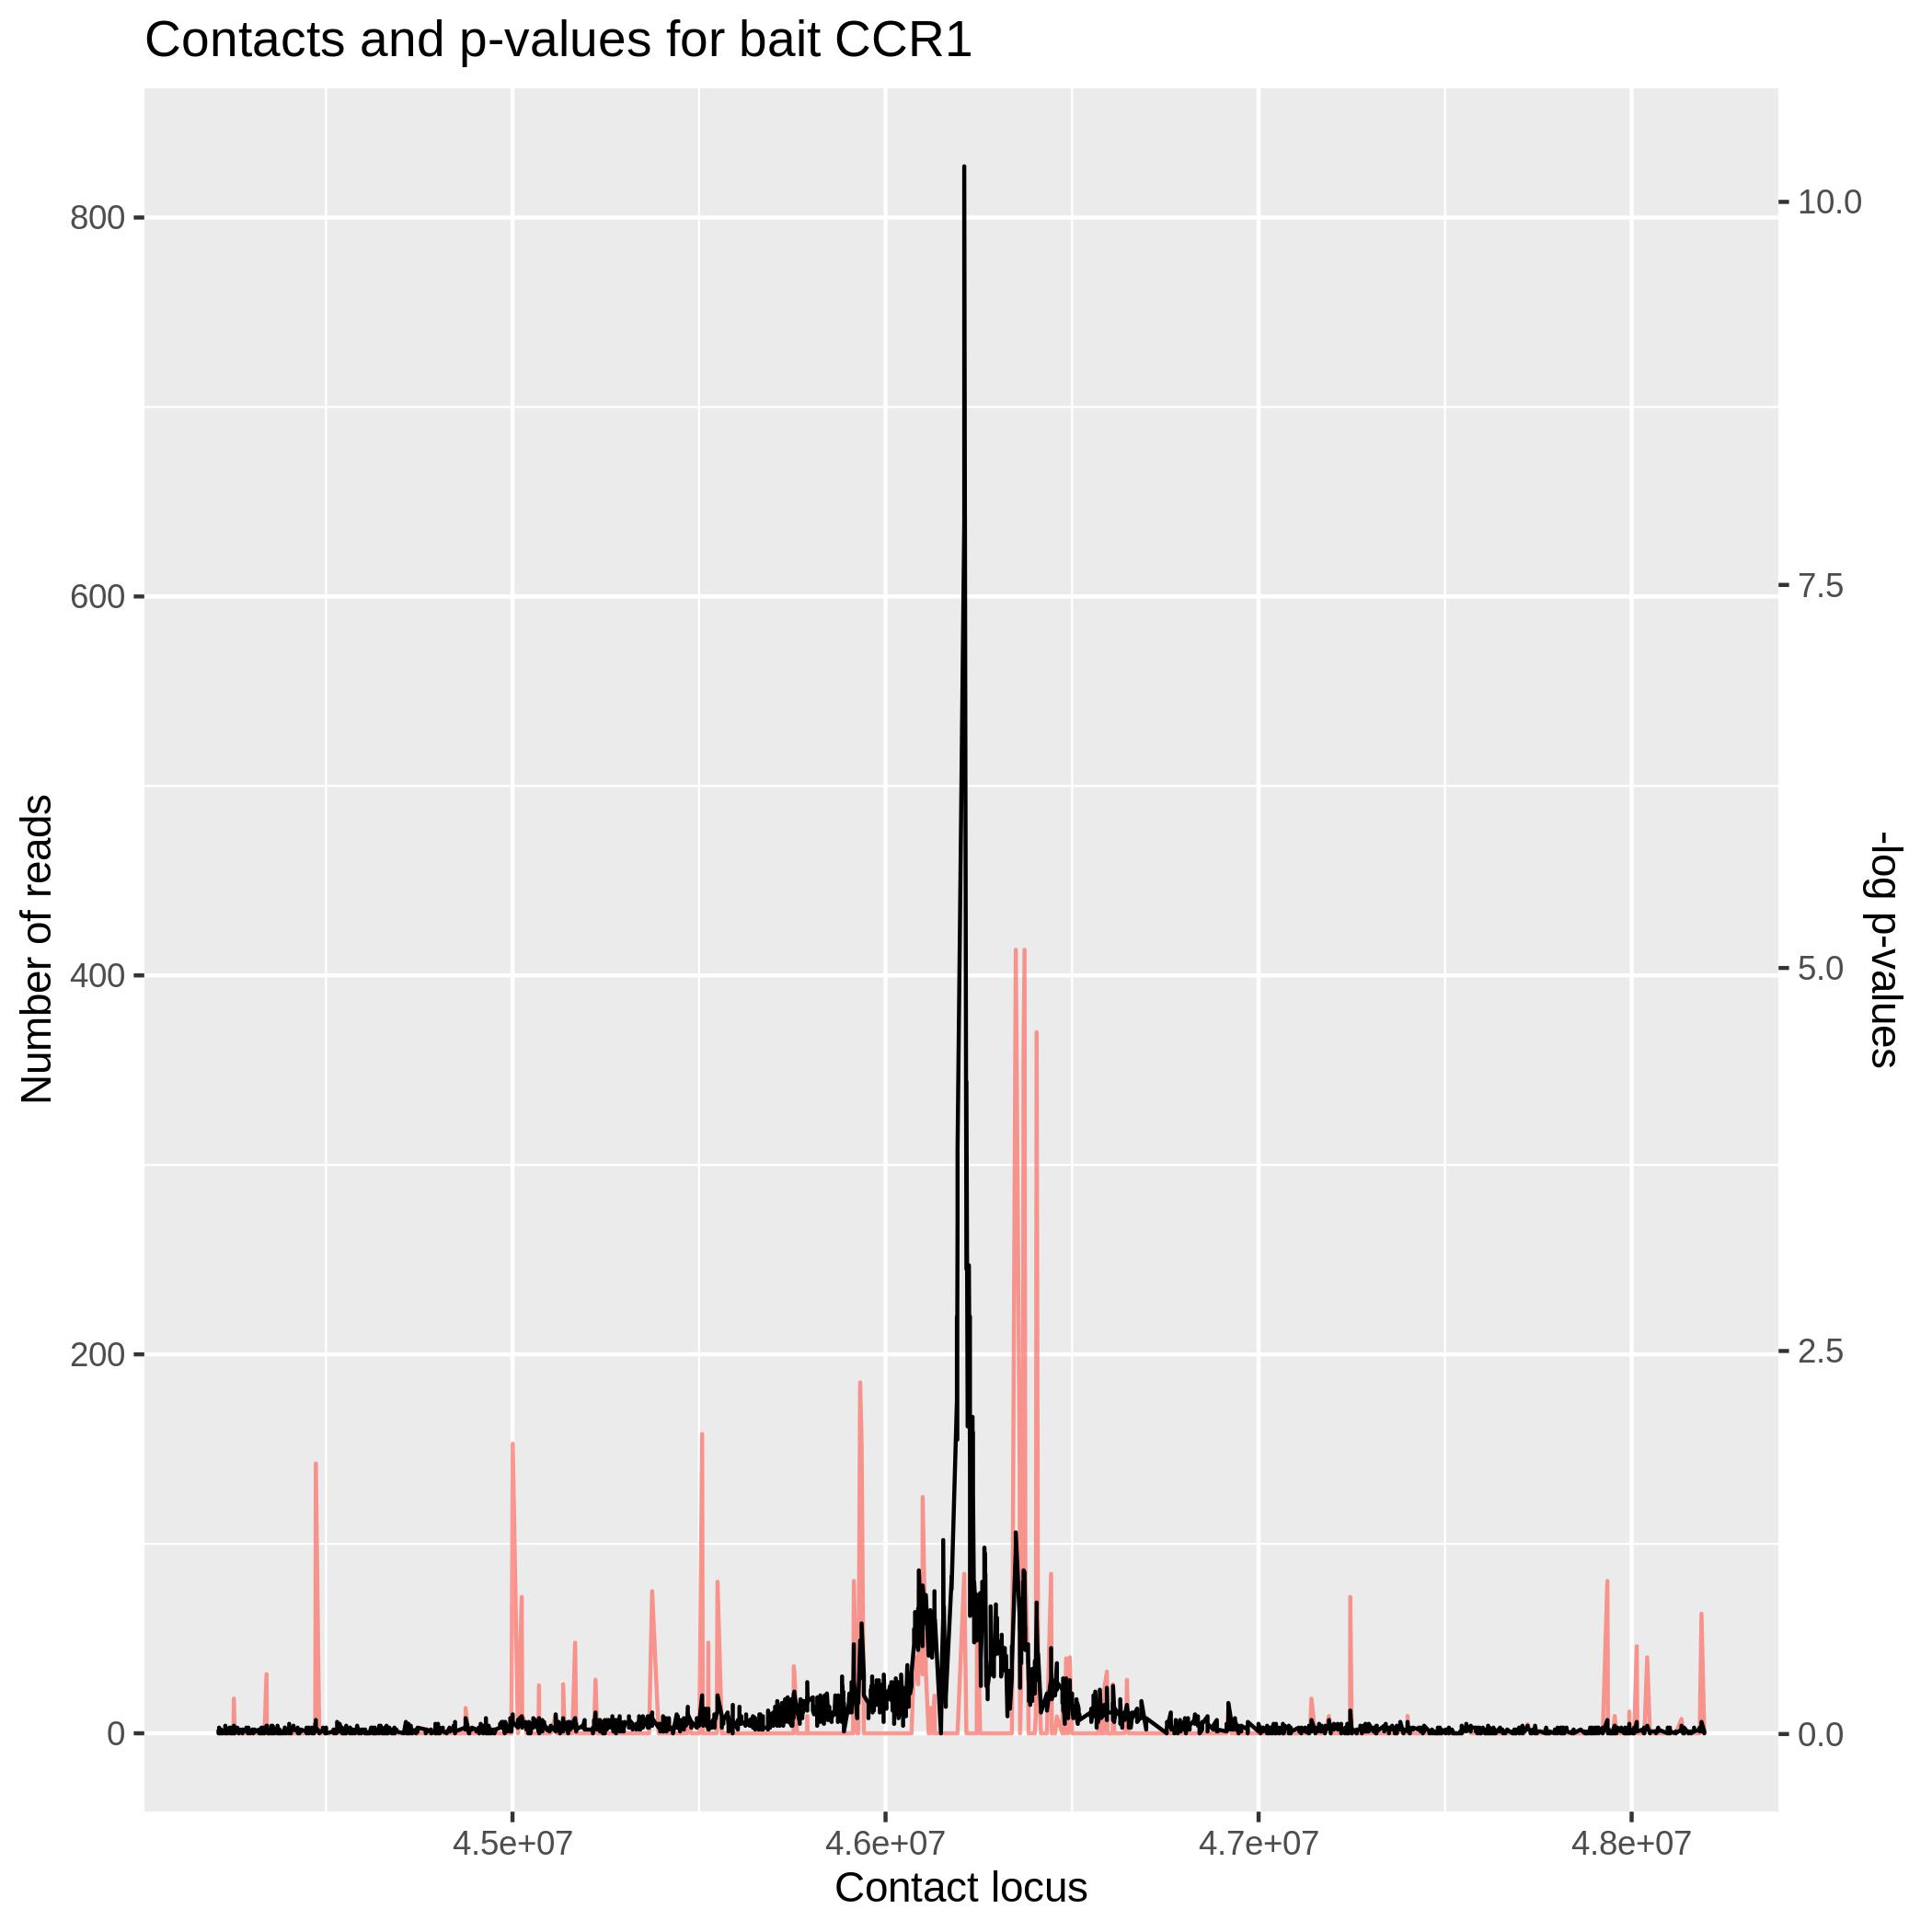 Contacts and p-values for bait CCR1
800
600
400
200
0
10.0
7.5
5.0
2.5
0.0
Number of reads
-log p-values
4.5e+07
4.6e+07
4.7e+07
4.8e+07
Contact locus